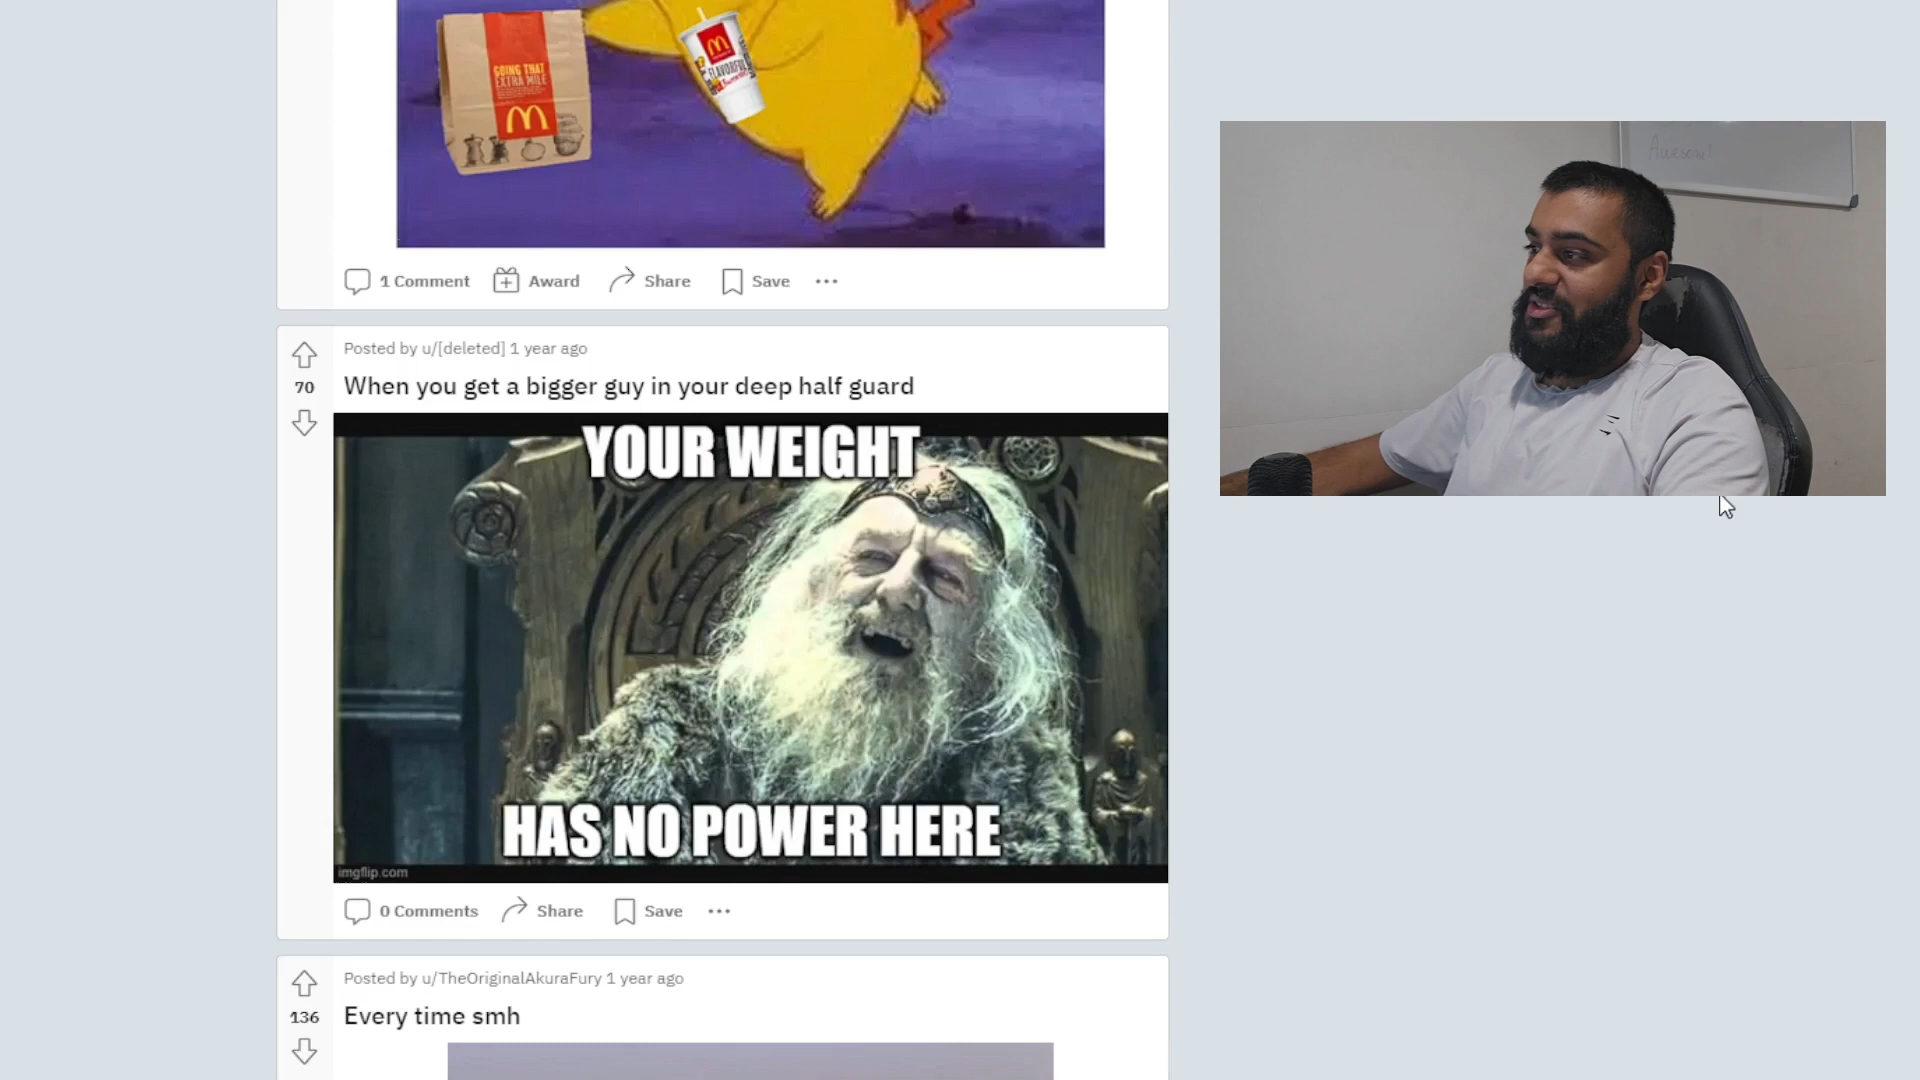 GOING THAT
EXTRA MILE
FLAVORFUL
1 Comment Award Share Save
Awesome!
Posted by u/[deleted] 1 year ago
70
When you get a bigger guy in your deep half guard
YOUR WEIGHT
HAS NO POWER HERE
imgflip.com
0 Comments Share Save
Posted by u/TheOriginalAkuraFury 1 year ago
136
Every time smh